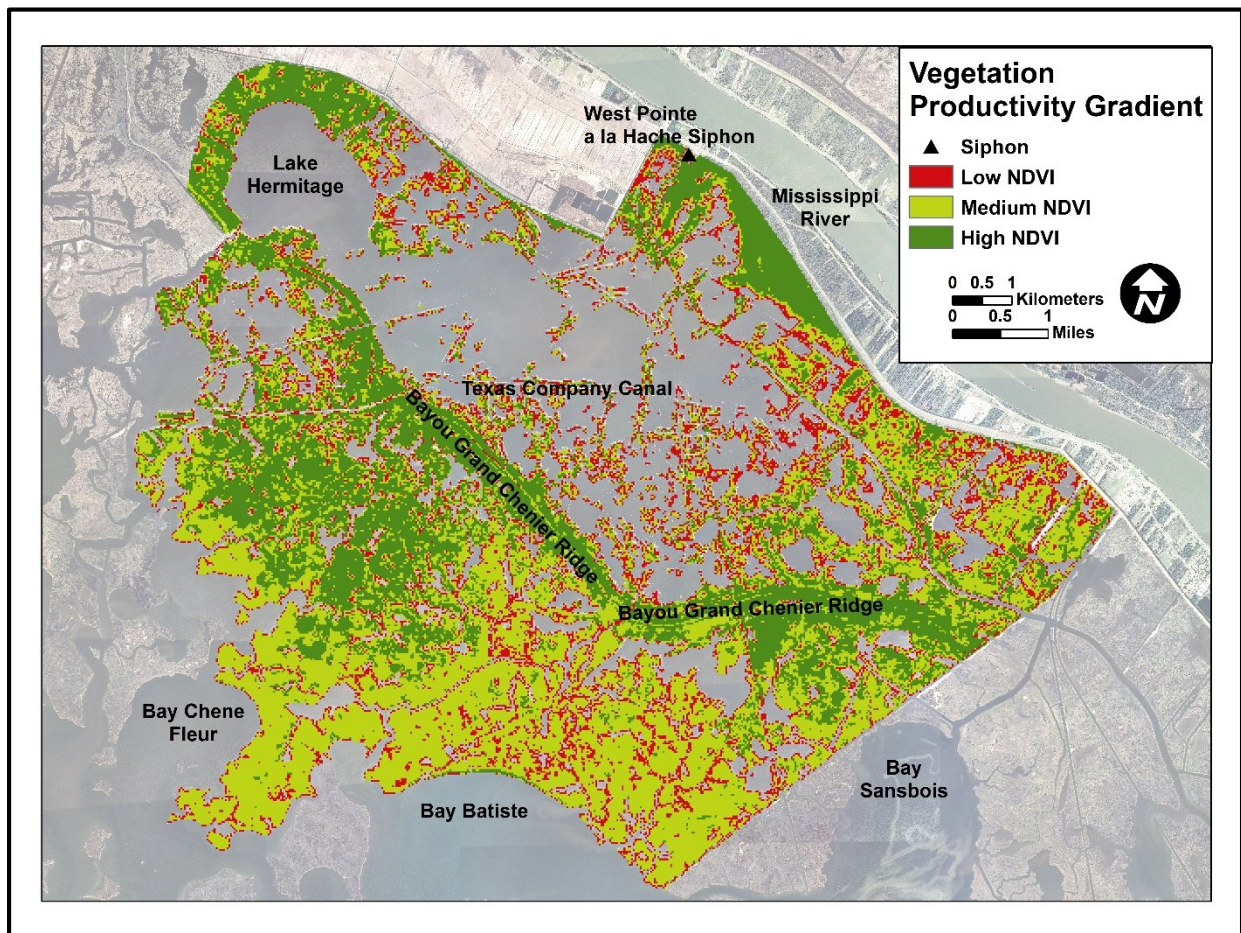 Vegetation
Productivity Gradient
Siphon
Low NDVI
Medium NDVI
High NDVI
0 0.5 1
Kilometers
0 0.5 1
Miles
N
West Pointe
a la Hache Siphon
Lake
Hermitage
Mississippi
River
Texas Company Canal
Bayou Grand Chenier Ridge
Bayou Grand Chenier Ridge
Bay Chene
Fleur
Bay
Sansbois
Bay Batiste